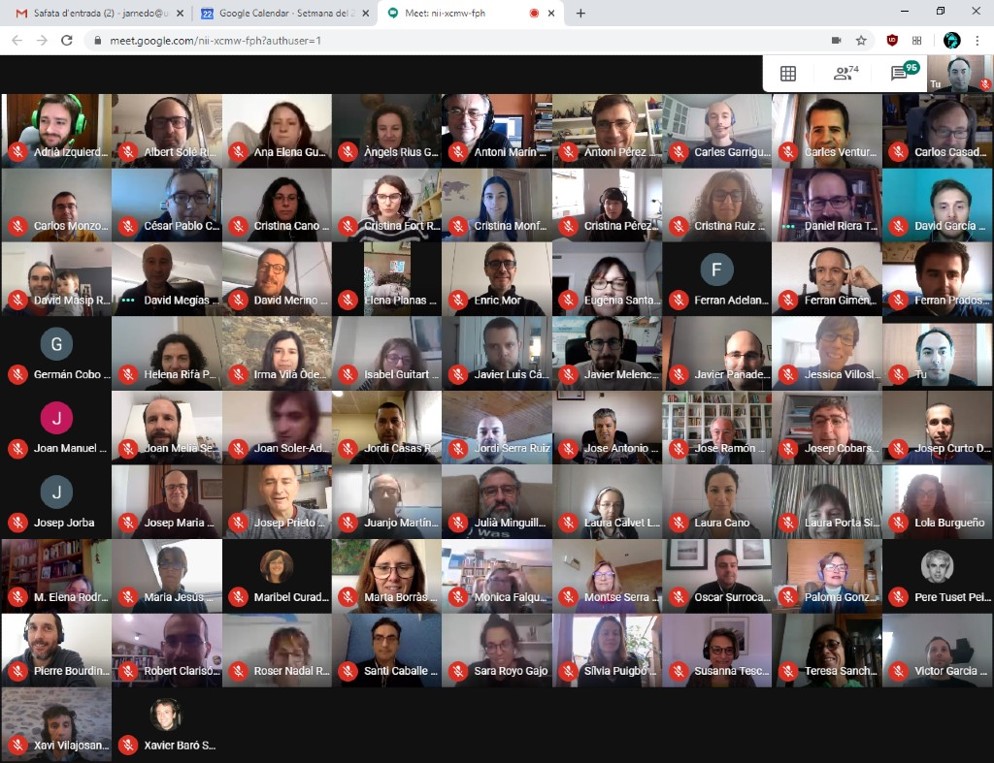 Safata d'entrada (2) - jarnedo@u
Google Calendar - Setmana del 2
Meet: nii-xcmw-fph
meet.google.com/nii-xcmw-fph?authuser=1
74
95
Tu
Adrià Izquierd...
Albert Solé Ri...
Ana Elena Gu...
Àngels Rius G...
Antoni Marín ...
Antoni Pérez ...
Carles Garrigu...
Carles Ventur...
Carlos Casad...
Carlos Monzo...
César Pablo C...
Cristina Cano ...
Cristina Fort R...
Cristina Monf...
Cristina Pérez...
Cristina Ruiz ...
Daniel Riera T...
David García ...
David Masip R...
David Megías ...
David Merino ...
Elena Planas ...
Enric Mor
Eugènia Santa...
F
Ferran Adelan...
Ferran Gimén...
Ferran Prados...
G
Germán Cobo ...
Helena Rifà P...
Irma Vilà Òde...
Isabel Guitart ...
Javier Luis Cá...
Javier Melenc...
Javier Panade...
Jessica Villosl...
Tu
J
Joan Manuel ...
Joan Melià Se...
Joan Soler-Ad...
Jordi Casas R...
Jordi Serra Ruiz
Jose Antonio ...
José Ramón ...
Josep Cobars...
Josep Curto D...
J
Josep Jorba
Josep Maria ...
Josep Prieto ...
Juanjo Martín...
Julià Minguill...
Laura Calvet L...
Laura Cano
Laura Porta Si...
Lola Burgueño
M. Elena Rodr...
Maria Jesús ...
Maribel Curad...
Marta Borràs ...
Monica Falqu...
Montse Serra ...
Oscar Surroca...
Paloma Gonz...
Pere Tuset Pei...
Pierre Bourdin...
Robert Clarisó...
Roser Nadal R...
Santi Caballe ...
Sara Royo Gajo
Sílvia Puigbò ...
Susanna Tesc...
Teresa Sanch...
Victor Garcia ...
Xavi Vilajosan...
Xavier Baró S...